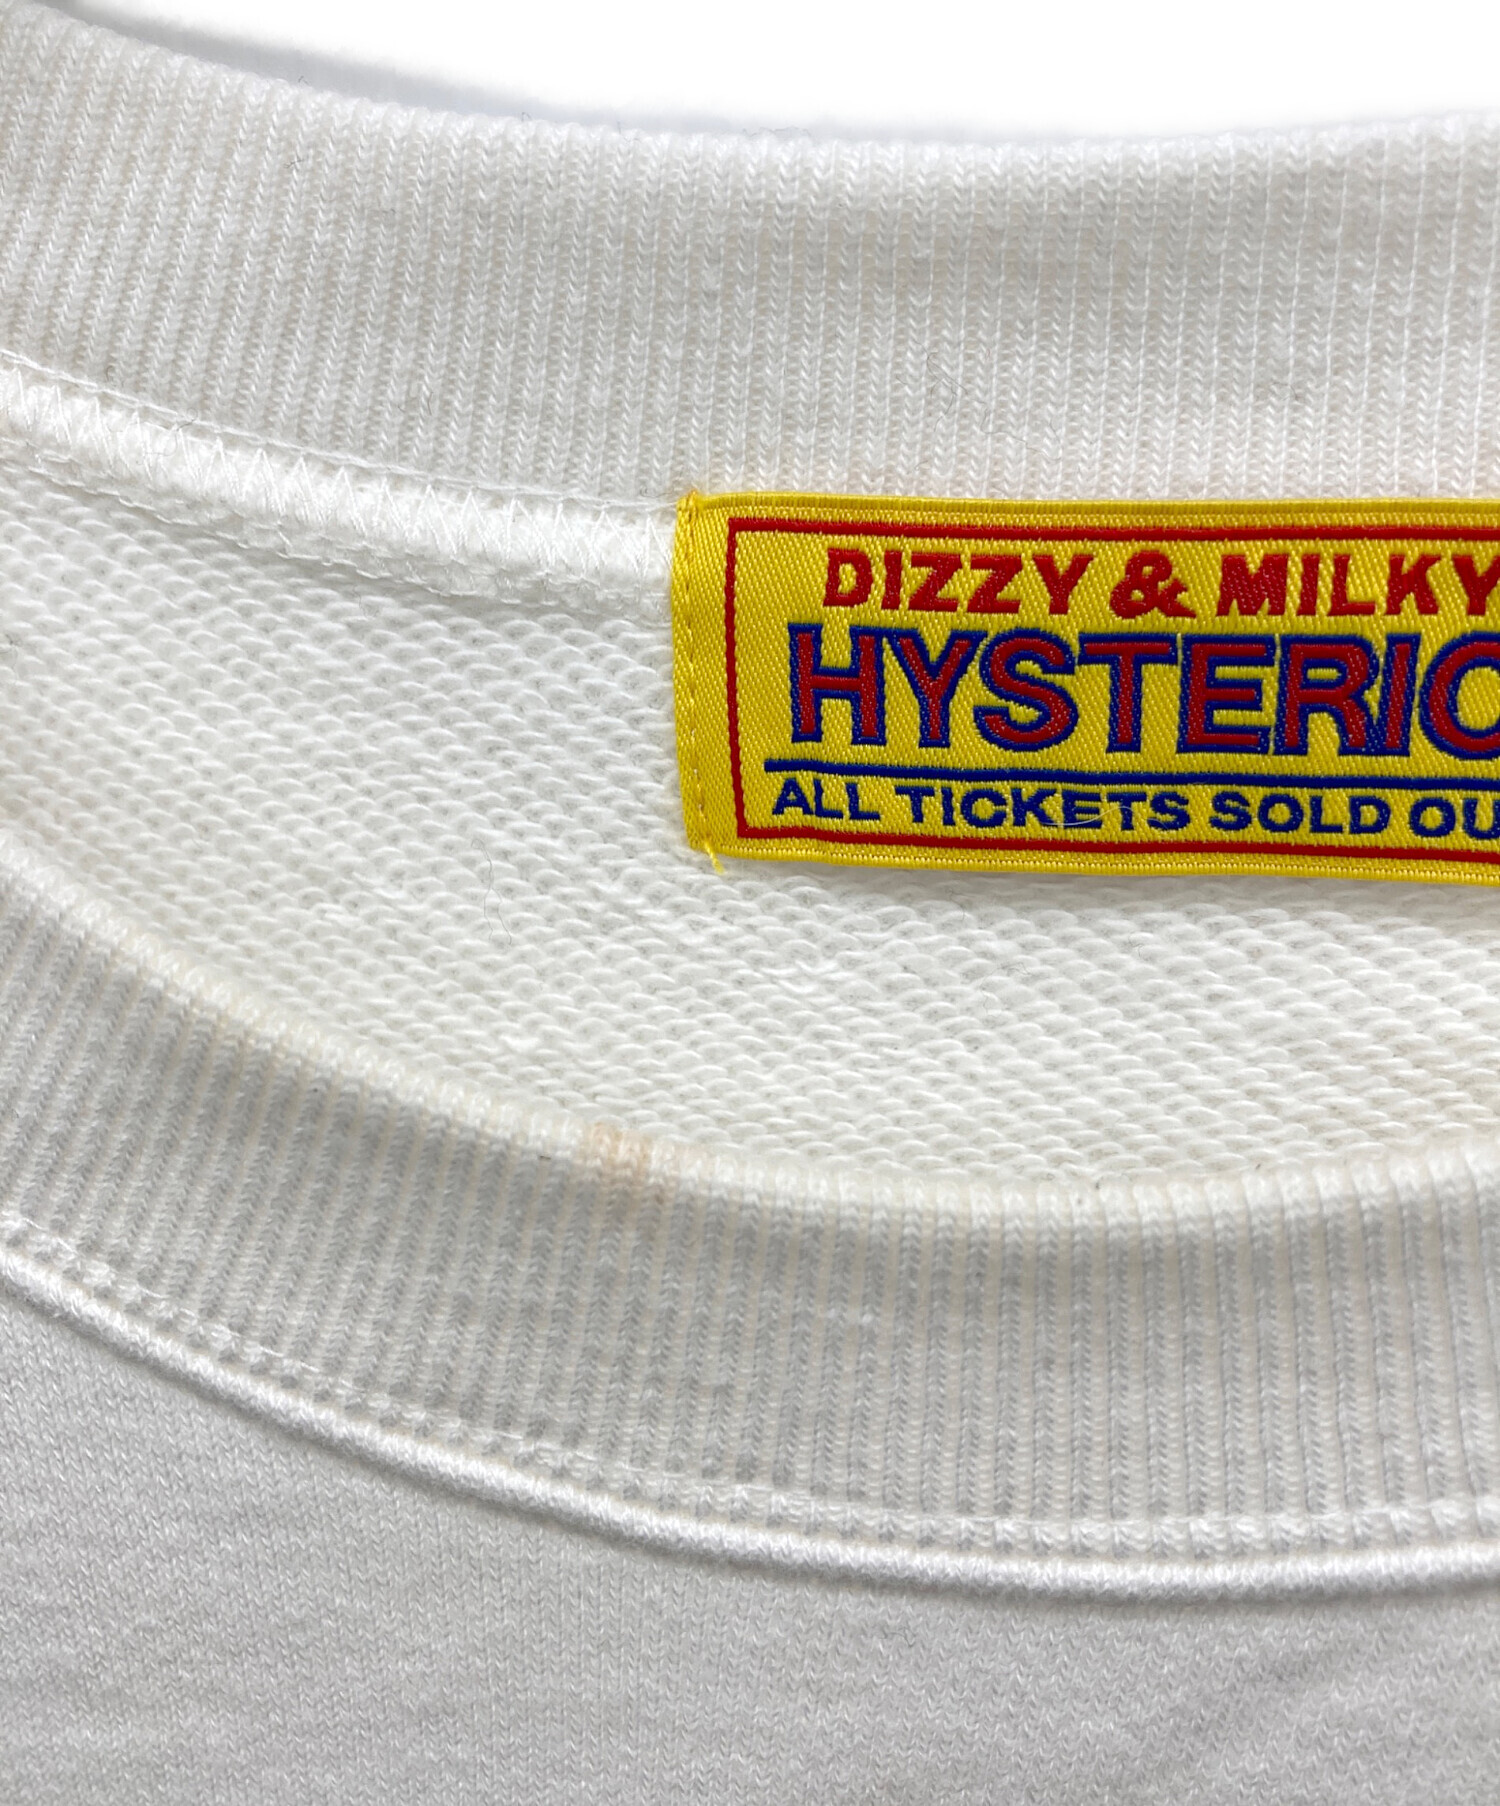 DIZZY & MILKY
HYSTERIC
ALL TICKETS SOLD OU